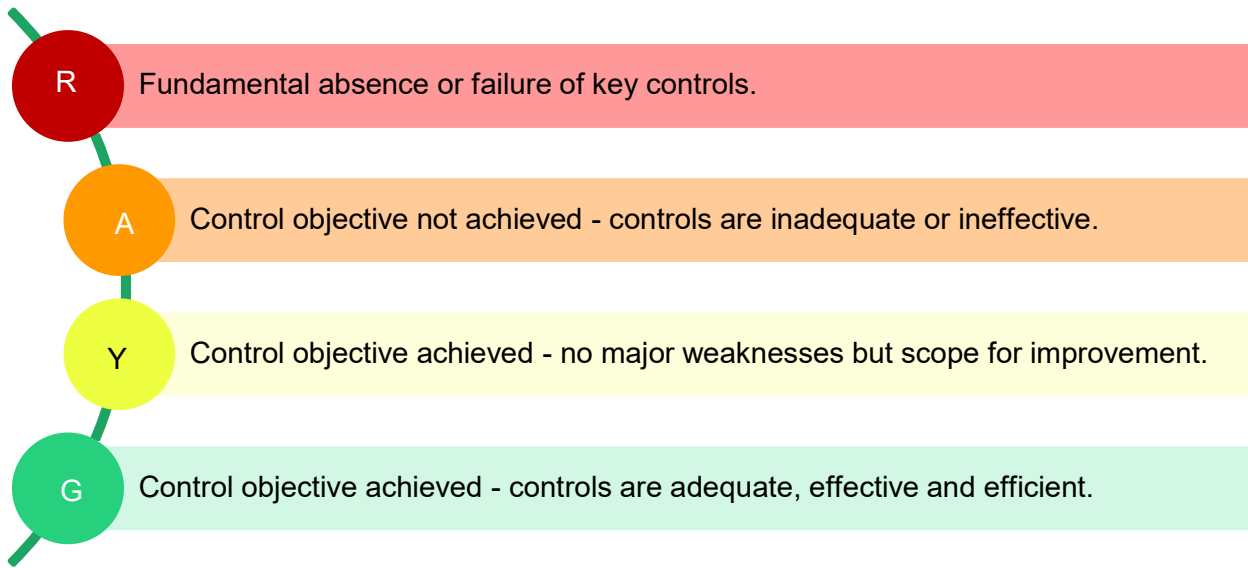 R
Fundamental absence or failure of key controls.
A
Control objective not achieved - controls are inadequate or ineffective.
Y
Control objective achieved - no major weaknesses but scope for improvement.
G
Control objective achieved - controls are adequate, effective and efficient.